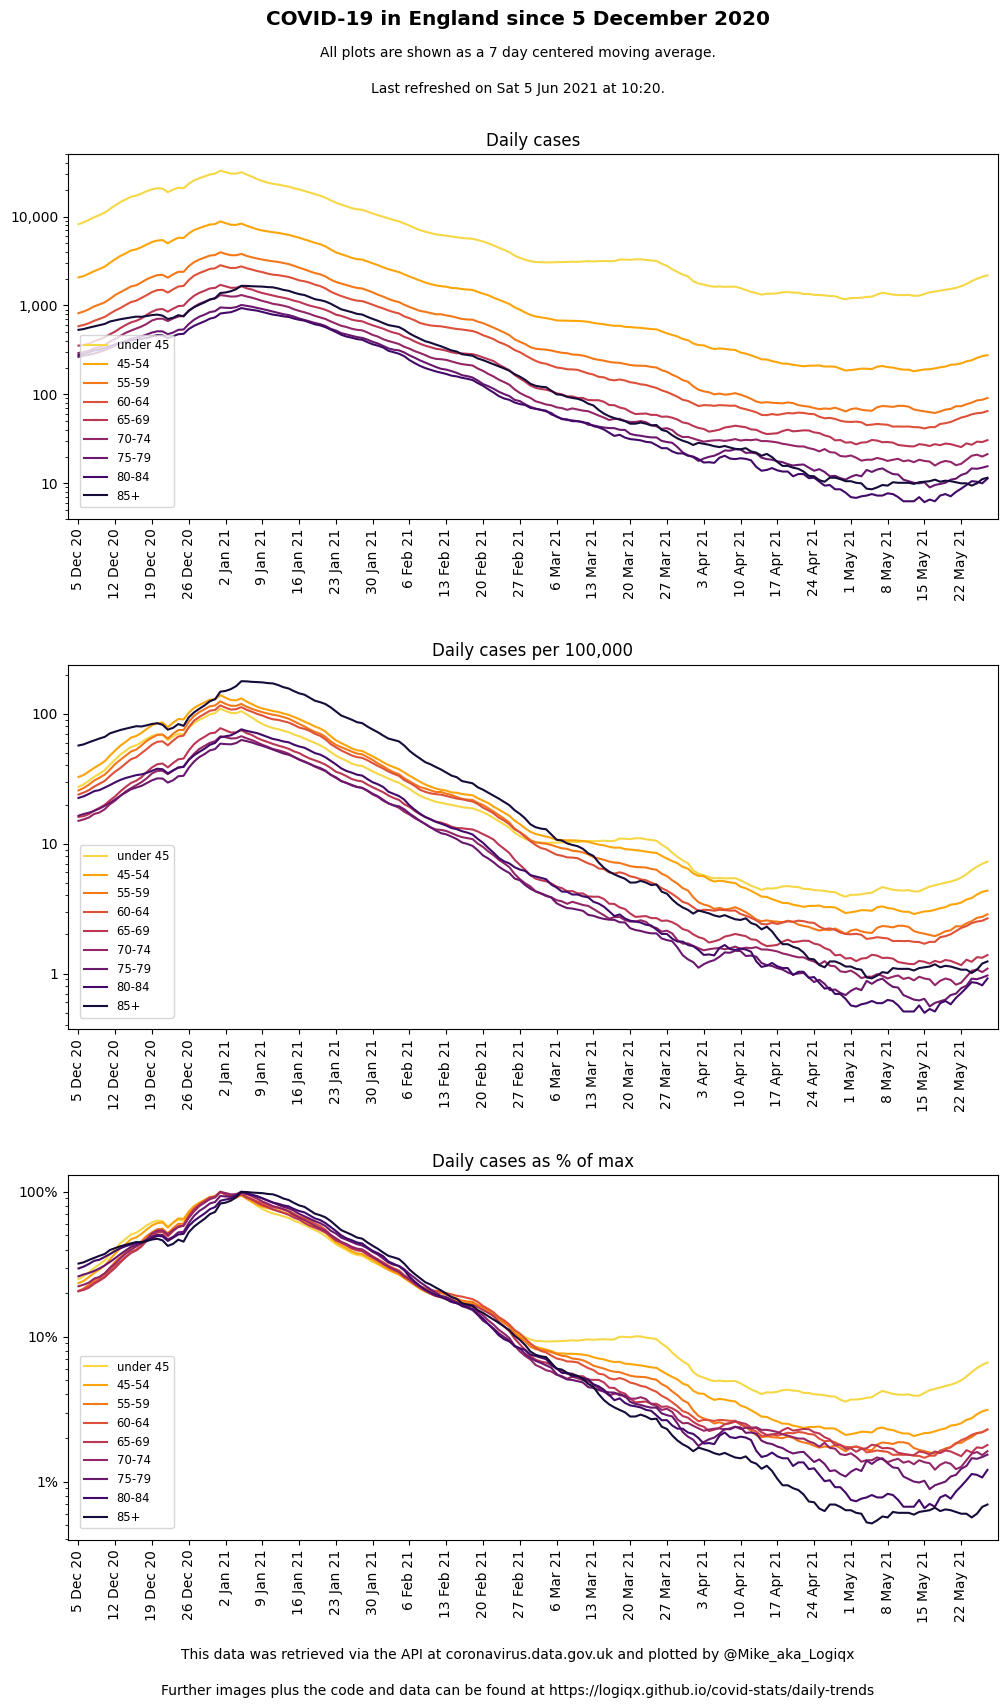 COVID-19 in England since 5 December 2020
All plots are shown as a 7 day centered moving average.
Last refreshed on Sat 5 Jun 2021 at 10:20.
Daily cases
10,000
1,000
100
10
under 45
45-54
55-59
60-64
65-69
70-74
75-79
80-84
85+
5 Dec 20
12 Dec 20
19 Dec 20
26 Dec 20
2 Jan 21
9 Jan 21
16 Jan 21
23 Jan 21
30 Jan 21
6 Feb 21
13 Feb 21
20 Feb 21
27 Feb 21
6 Mar 21
13 Mar 21
20 Mar 21
27 Mar 21
3 Apr 21
10 Apr 21
17 Apr 21
24 Apr 21
1 May 21
8 May 21
15 May 21
22 May 21
Daily cases per 100,000
100
10
1
under 45
45-54
55-59
60-64
65-69
70-74
75-79
80-84
85+
5 Dec 20
12 Dec 20
19 Dec 20
26 Dec 20
2 Jan 21
9 Jan 21
16 Jan 21
23 Jan 21
30 Jan 21
6 Feb 21
13 Feb 21
20 Feb 21
27 Feb 21
6 Mar 21
13 Mar 21
20 Mar 21
27 Mar 21
3 Apr 21
10 Apr 21
17 Apr 21
24 Apr 21
1 May 21
8 May 21
15 May 21
22 May 21
Daily cases as % of max
100%
10%
1%
under 45
45-54
55-59
60-64
65-69
70-74
75-79
80-84
85+
5 Dec 20
12 Dec 20
19 Dec 20
26 Dec 20
2 Jan 21
9 Jan 21
16 Jan 21
23 Jan 21
30 Jan 21
6 Feb 21
13 Feb 21
20 Feb 21
27 Feb 21
6 Mar 21
13 Mar 21
20 Mar 21
27 Mar 21
3 Apr 21
10 Apr 21
17 Apr 21
24 Apr 21
1 May 21
8 May 21
15 May 21
22 May 21
This data was retrieved via the API at coronavirus.data.gov.uk and plotted by @Mike_aka_Logiqx
Further images plus the code and data can be found at https://logiqx.github.io/covid-stats/daily-trends